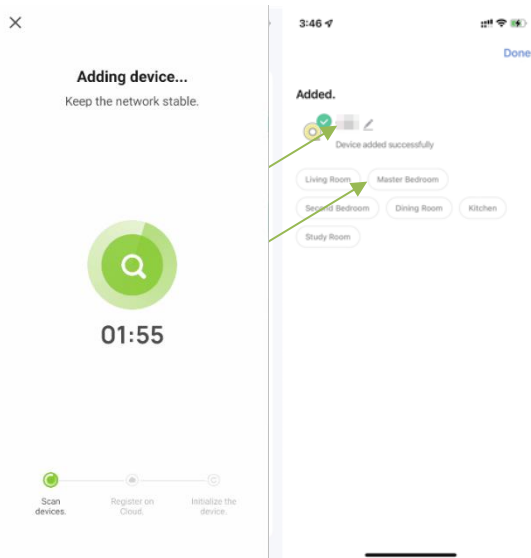 Adding device...
Keep the network stable.
01:55
Scan devices.
Register on Cloud.
Initialize the device.
3:46
Done
Added.
Device added successfully
Living Room
Master Bedroom
Second Bedroom
Dining Room
Kitchen
Study Room